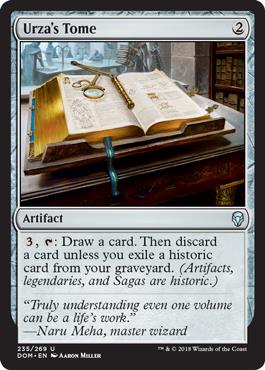 Urza's Tome 2
Artifact
3, T: Draw a card. Then discard
a card unless you exile a historic
card from your graveyard. (Artifacts,
legendaries, and Sagas are historic.)
"Truly understanding even one volume
can be a life's work."
—Naru Meha, master wizard
235/269 U
DOM • EN Aaron Miller
™ & © 2018 Wizards of the Coast